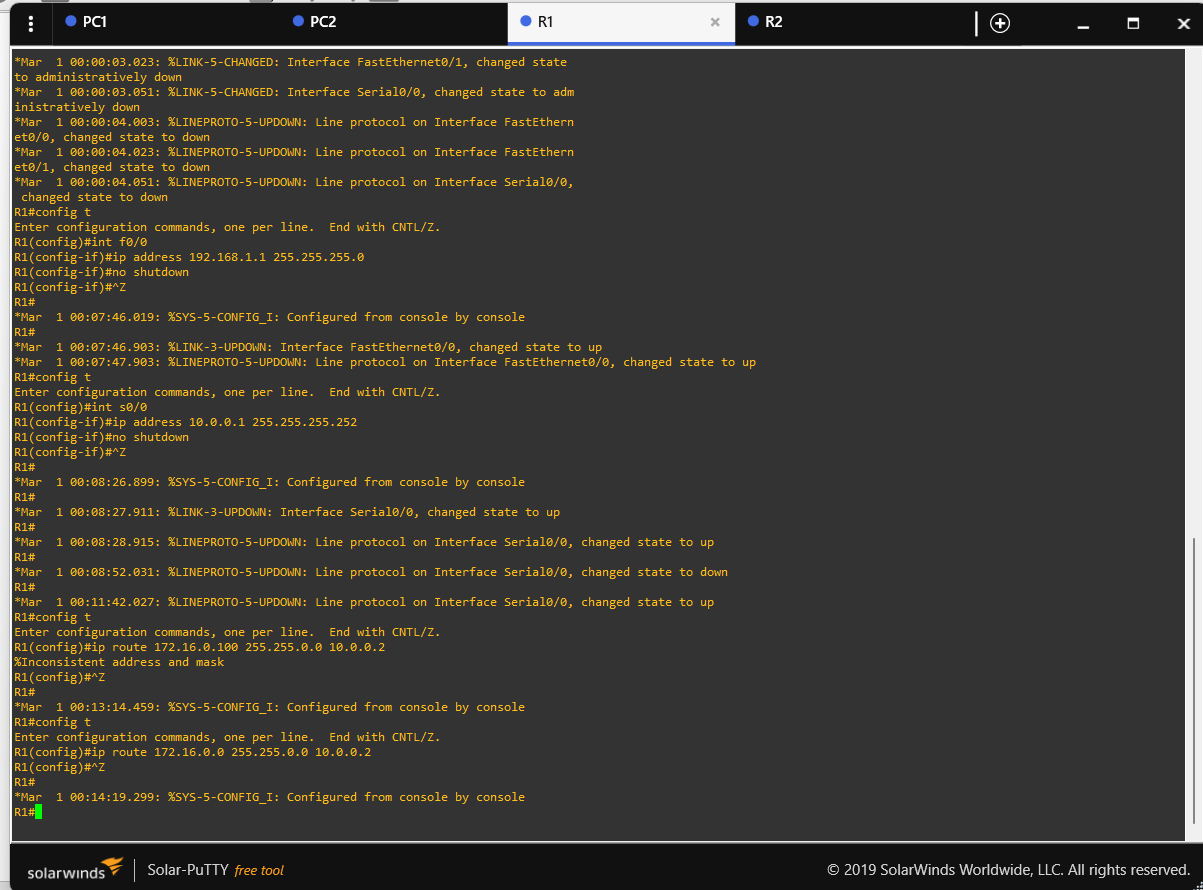 PC1
PC2
R1
R2
*Mar  1 00:00:03.023: %LINK-5-CHANGED: Interface FastEthernet0/1, changed state
to administratively down
*Mar  1 00:00:03.051: %LINK-5-CHANGED: Interface Serial0/0, changed state to adm
inistratively down
*Mar  1 00:00:04.003: %LINEPROTO-5-UPDOWN: Line protocol on Interface FastEthern
et0/0, changed state to down
*Mar  1 00:00:04.023: %LINEPROTO-5-UPDOWN: Line protocol on Interface FastEthern
et0/1, changed state to down
*Mar  1 00:00:04.051: %LINEPROTO-5-UPDOWN: Line protocol on Interface Serial0/0,
 changed state to down
R1#config t
Enter configuration commands, one per line.  End with CNTL/Z.
R1(config)#int f0/0
R1(config-if)#ip address 192.168.1.1 255.255.255.0
R1(config-if)#no shutdown
R1(config-if)#^Z
R1#
*Mar  1 00:07:46.019: %SYS-5-CONFIG_I: Configured from console by console
R1#
*Mar  1 00:07:46.903: %LINK-3-UPDOWN: Interface FastEthernet0/0, changed state to up
*Mar  1 00:07:47.903: %LINEPROTO-5-UPDOWN: Line protocol on Interface FastEthernet0/0, changed state to up
R1#config t
Enter configuration commands, one per line.  End with CNTL/Z.
R1(config)#int s0/0
R1(config-if)#ip address 10.0.0.1 255.255.255.252
R1(config-if)#no shutdown
R1(config-if)#^Z
R1#
*Mar  1 00:08:26.899: %SYS-5-CONFIG_I: Configured from console by console
R1#
*Mar  1 00:08:27.911: %LINK-3-UPDOWN: Interface Serial0/0, changed state to up
R1#
*Mar  1 00:08:28.915: %LINEPROTO-5-UPDOWN: Line protocol on Interface Serial0/0, changed state to up
R1#
*Mar  1 00:08:52.031: %LINEPROTO-5-UPDOWN: Line protocol on Interface Serial0/0, changed state to down
R1#
*Mar  1 00:11:42.027: %LINEPROTO-5-UPDOWN: Line protocol on Interface Serial0/0, changed state to up
R1#config t
Enter configuration commands, one per line.  End with CNTL/Z.
R1(config)#ip route 172.16.0.100 255.255.0.0 10.0.0.2
%Inconsistent address and mask
R1(config)#^Z
R1#
*Mar  1 00:13:14.459: %SYS-5-CONFIG_I: Configured from console by console
R1#config t
Enter configuration commands, one per line.  End with CNTL/Z.
R1(config)#ip route 172.16.0.0 255.255.0.0 10.0.0.2
R1(config)#^Z
R1#
*Mar  1 00:14:19.299: %SYS-5-CONFIG_I: Configured from console by console
R1#
solarwinds
Solar-PuTTY free tool
© 2019 SolarWinds Worldwide, LLC. All rights reserved.